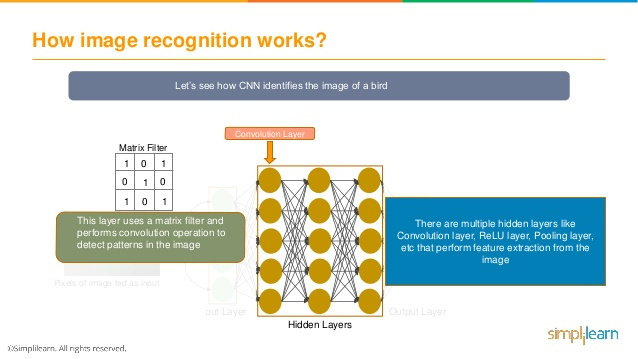 How image recognition works?
Let's see how CNN identifies the image of a bird
Convolution Layer
Matrix Filter
1 0 1
0 1 0
1 0 1
This layer uses a matrix filter and
performs convolution operation to
detect patterns in the image
There are multiple hidden layers like
Convolution layer, ReLU layer, Pooling layer,
etc that perform feature extraction from the
image
Pixels of image fed as input
put Layer
Output Layer
Hidden Layers
©Simplilearn. All rights reserved.
simplilearn